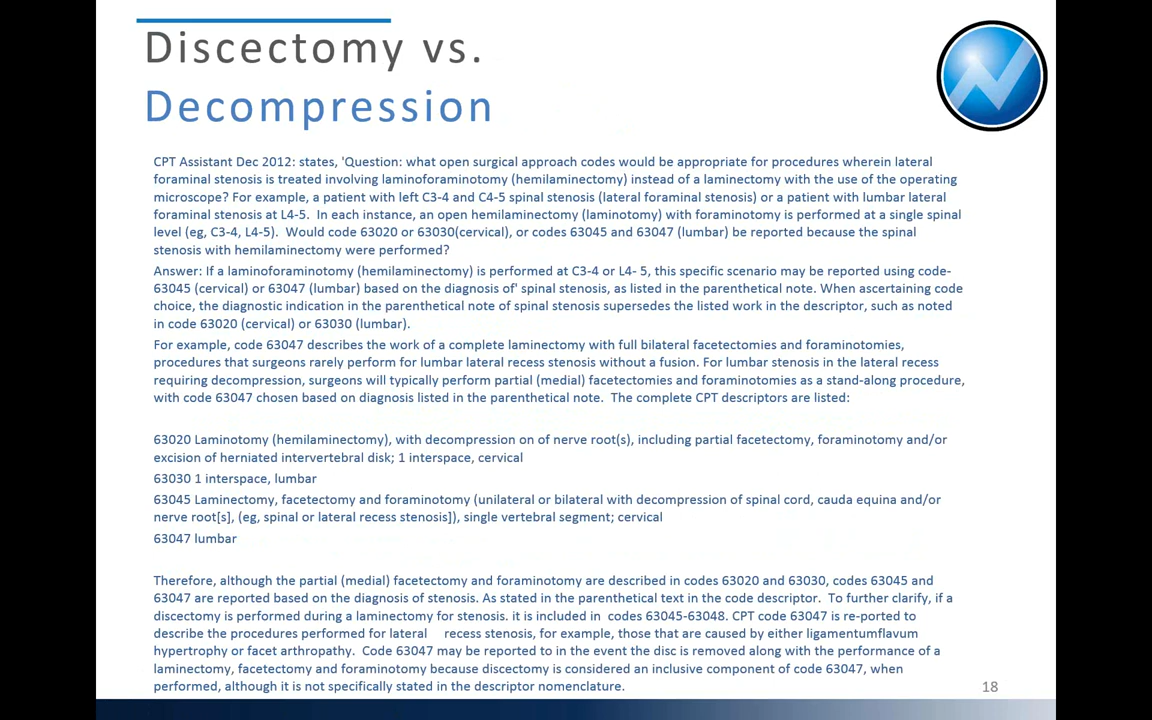 Discectomy vs.
Decompression
CPT Assistant Dec 2012: states, 'Question: what open surgical approach codes would be appropriate for procedures wherein lateral
foraminal stenosis is treated involving laminoforaminotomy (hemilaminectomy) instead of a laminectomy with the use of the operating
microscope? For example, a patient with left C3-4 and C4-5 spinal stenosis (lateral foraminal stenosis) or a patient with lumbar lateral
foraminal stenosis at L4-5.  In each instance, an open hemilaminectomy (laminotomy) with foraminotomy is performed at a single spinal
level (eg, C3-4, L4-5).  Would code 63020 or 63030(cervical), or codes 63045 and 63047 (lumbar) be reported because the spinal
stenosis with hemilaminectomy were performed?
Answer: If a laminoforaminotomy (hemilaminectomy) is performed at C3-4 or L4- 5, this specific scenario may be reported using code-
63045 (cervical) or 63047 (lumbar) based on the diagnosis of' spinal stenosis, as listed in the parenthetical note. When ascertaining code
choice, the diagnostic indication in the parenthetical note of spinal stenosis supersedes the listed work in the descriptor, such as noted
in code 63020 (cervical) or 63030 (lumbar).
For example, code 63047 describes the work of a complete laminectomy with full bilateral facetectomies and foraminotomies,
procedures that surgeons rarely perform for lumbar lateral recess stenosis without a fusion. For lumbar stenosis in the lateral recess
requiring decompression, surgeons will typically perform partial (medial) facetectomies and foraminotomies as a stand-along procedure,
with code 63047 chosen based on diagnosis listed in the parenthetical note.  The complete CPT descriptors are listed:
63020 Laminotomy (hemilaminectomy), with decompression on of nerve root(s), including partial facetectomy, foraminotomy and/or
excision of herniated intervertebral disk; 1 interspace, cervical
63030 1 interspace, lumbar
63045 Laminectomy, facetectomy and foraminotomy (unilateral or bilateral with decompression of spinal cord, cauda equina and/or
nerve root[s], (eg, spinal or lateral recess stenosis]), single vertebral segment; cervical
63047 lumbar
Therefore, although the partial (medial) facetectomy and foraminotomy are described in codes 63020 and 63030, codes 63045 and
63047 are reported based on the diagnosis of stenosis. As stated in the parenthetical text in the code descriptor.  To further clarify, if a
discectomy is performed during a laminectomy for stenosis. it is included in  codes 63045-63048. CPT code 63047 is re-ported to
describe the procedures performed for lateral    recess stenosis, for example, those that are caused by either ligamentumflavum
hypertrophy or facet arthropathy.  Code 63047 may be reported to in the event the disc is removed along with the performance of a
laminectomy, facetectomy and foraminotomy because discectomy is considered an inclusive component of code 63047, when
performed, although it is not specifically stated in the descriptor nomenclature.
18